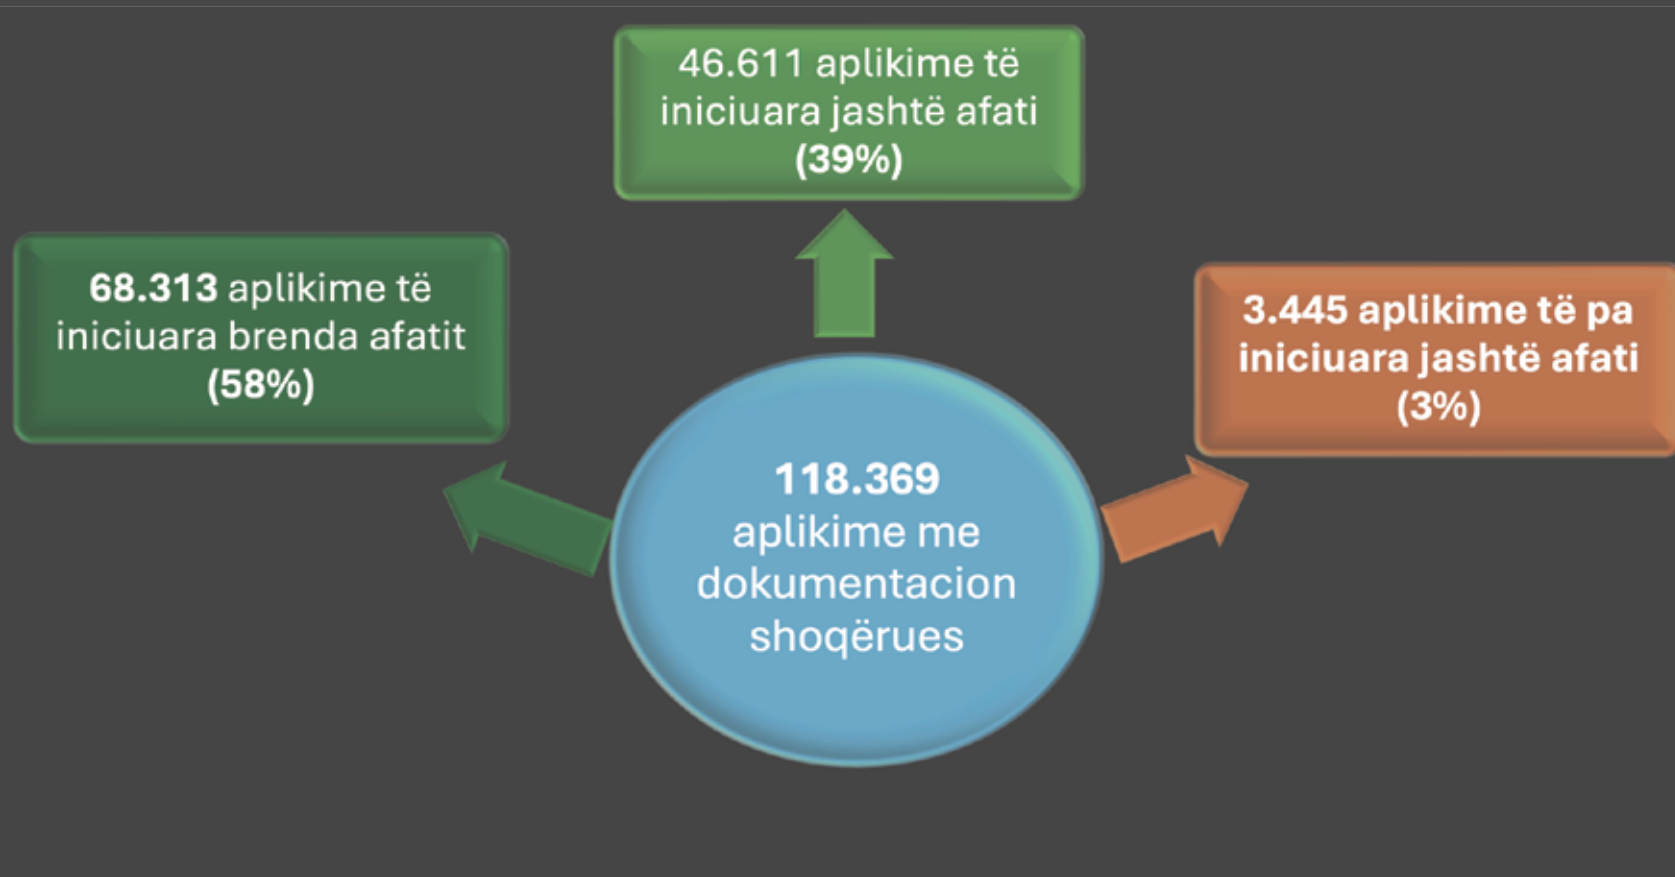 46.611 aplikime të
iniciuara jashtë afati
(39%)
68.313 aplikime të
iniciuara brenda afatit
(58%)
3.445 aplikime të pa
iniciuara jashtë afati
(3%)
118.369
aplikime me
dokumentacion
shoqërues